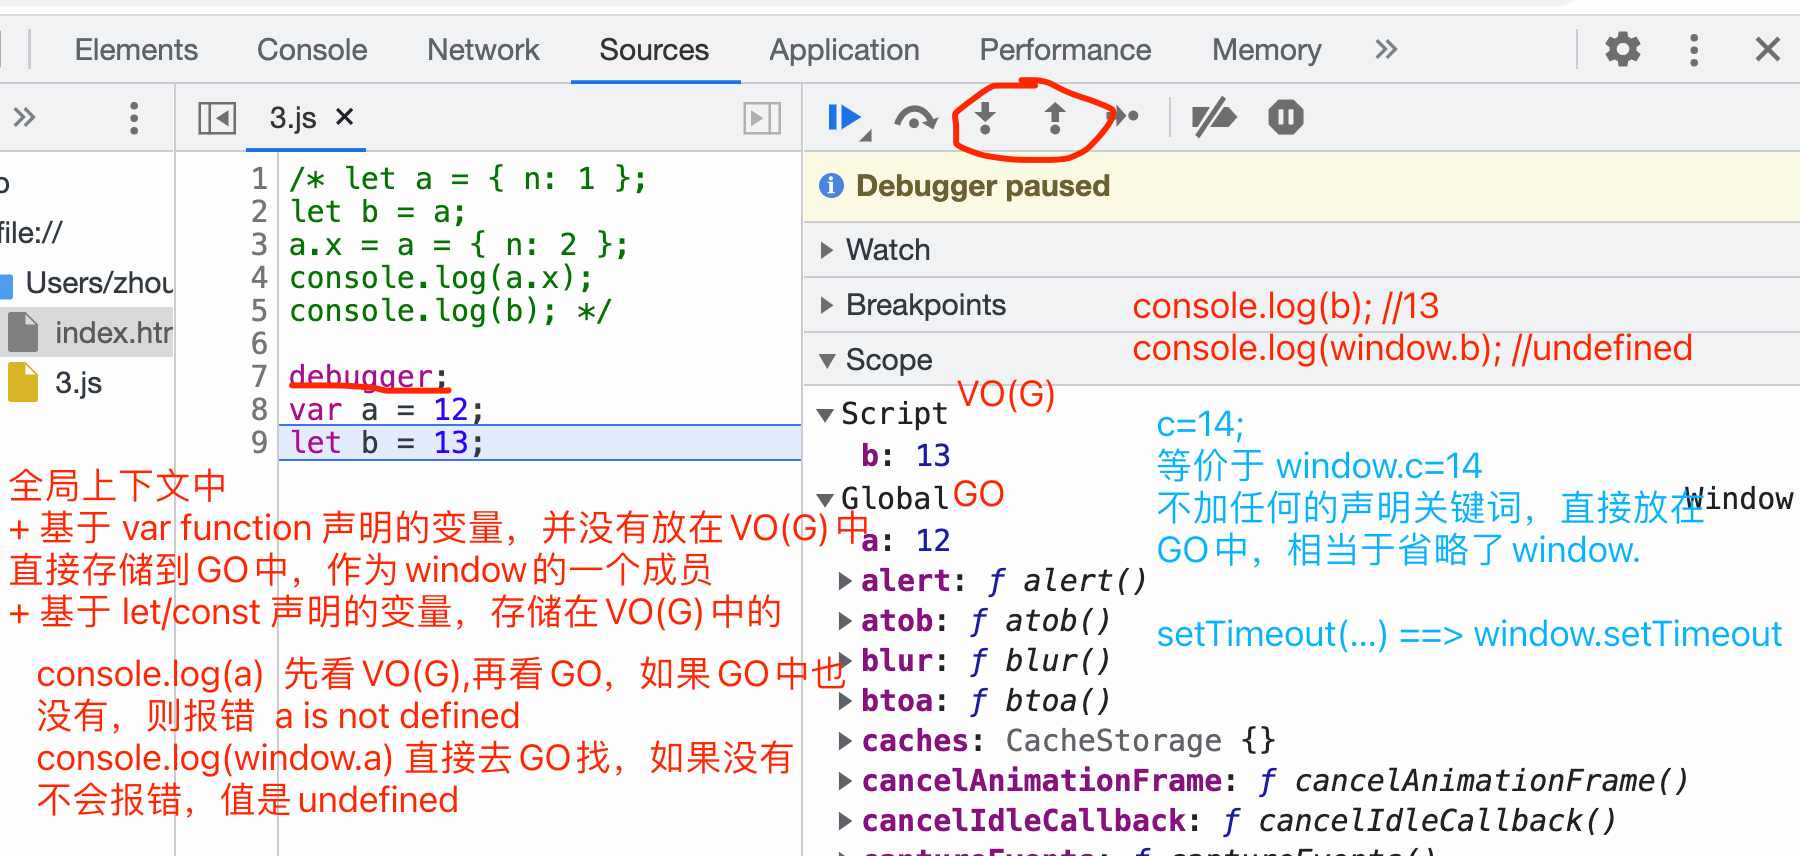 Elements Console Network Sources Application Performance Memory
3.js
Debugger paused
Watch
Breakpoints
Scope
Script
b: 13
Global
Window
a: 12
alert: ƒ alert()
atob: ƒ atob()
blur: ƒ blur()
btoa: ƒ btoa()
caches: CacheStorage {}
cancelAnimationFrame: ƒ cancelAnimationFrame()
cancelIdleCallback: ƒ cancelIdleCallback()
file://
Users/zhou
index.htm
3.js
1 /* let a = { n: 1 };
2 let b = a;
3 a.x = a = { n: 2 };
4 console.log(a.x);
5 console.log(b); */
6
7 debugger;
8 var a = 12;
9 let b = 13;
全局上下文中
+ 基于 var function 声明的变量，并没有放在 VO(G) 中
直接存储到 GO 中，作为 window 的一个成员
+ 基于 let/const 声明的变量，存储在 VO(G) 中的
console.log(a) 先看 VO(G),再看 GO，如果 GO 中也
没有，则报错 a is not defined
console.log(window.a) 直接去 GO 找，如果没有
不会报错，值是 undefined
console.log(b); //13
console.log(window.b); //undefined
VO(G)
GO
c=14;
等价于 window.c=14
不加任何的声明关键词，直接放在
GO 中，相当于省略了 window.
setTimeout(...) ==> window.setTimeout